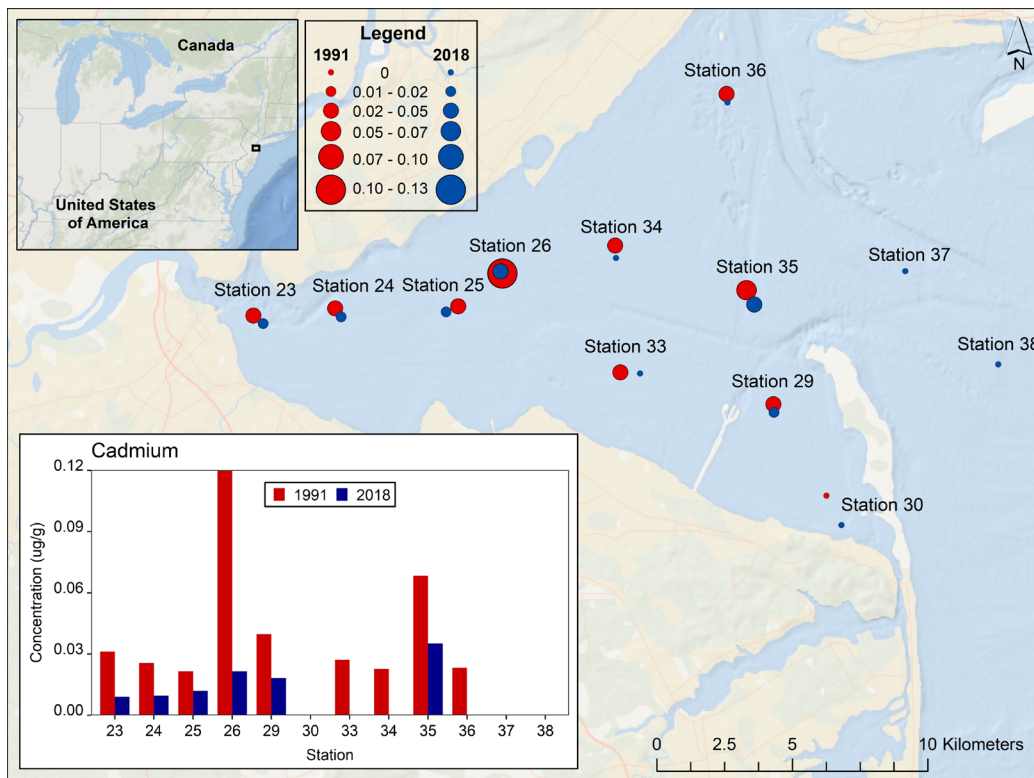 Canada
United States
of America
Legend
1991 2018
0
0.01 - 0.02
0.02 - 0.05
0.05 - 0.07
0.07 - 0.10
0.10 - 0.13
N
Station 36
Station 34
Station 26
Station 37
Station 35
Station 23
Station 24
Station 25
Station 33
Station 38
Station 29
Station 30
Cadmium
1991 2018
0.12
0.09
0.06
0.03
0.00
Concentration (ug/g)
23 24 25 26 29 30 33 34 35 36 37 38
Station
0 2.5 5 10 Kilometers